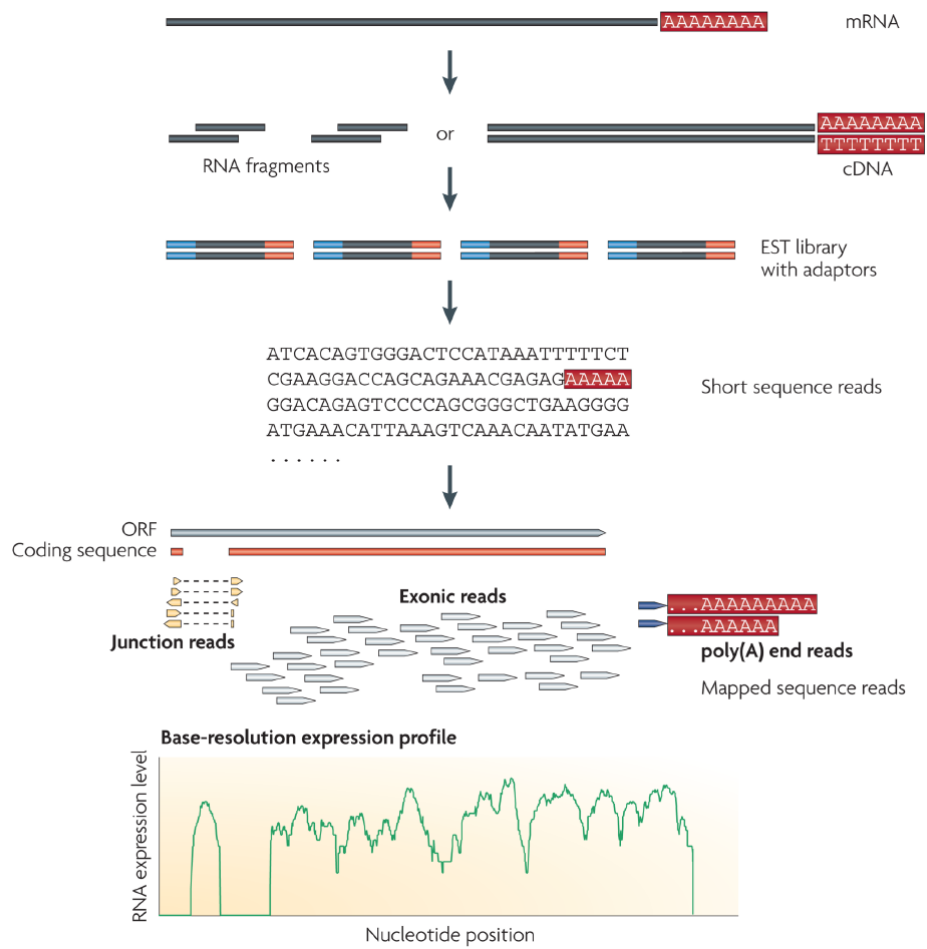 AAAAAAAA
mRNA
or
AAAAAAAA
TTTTTTTT
RNA fragments
cDNA
EST library
with adaptors
ATCACAGTGGGACTCCATAAATTTTTCT
CGAAGGACCAGCAGAAACGAGAGAAAAA
GGACAGAGTCCCCAGCGGGCTGAAGGGG
ATGAAACATTAAAGTCAAACAATATGAA
. . . . . .
Short sequence reads
ORF
Coding sequence
Junction reads
Exonic reads
...AAAAAAAAA
...AAAAAA
poly(A) end reads
Mapped sequence reads
Base-resolution expression profile
RNA expression level
Nucleotide position